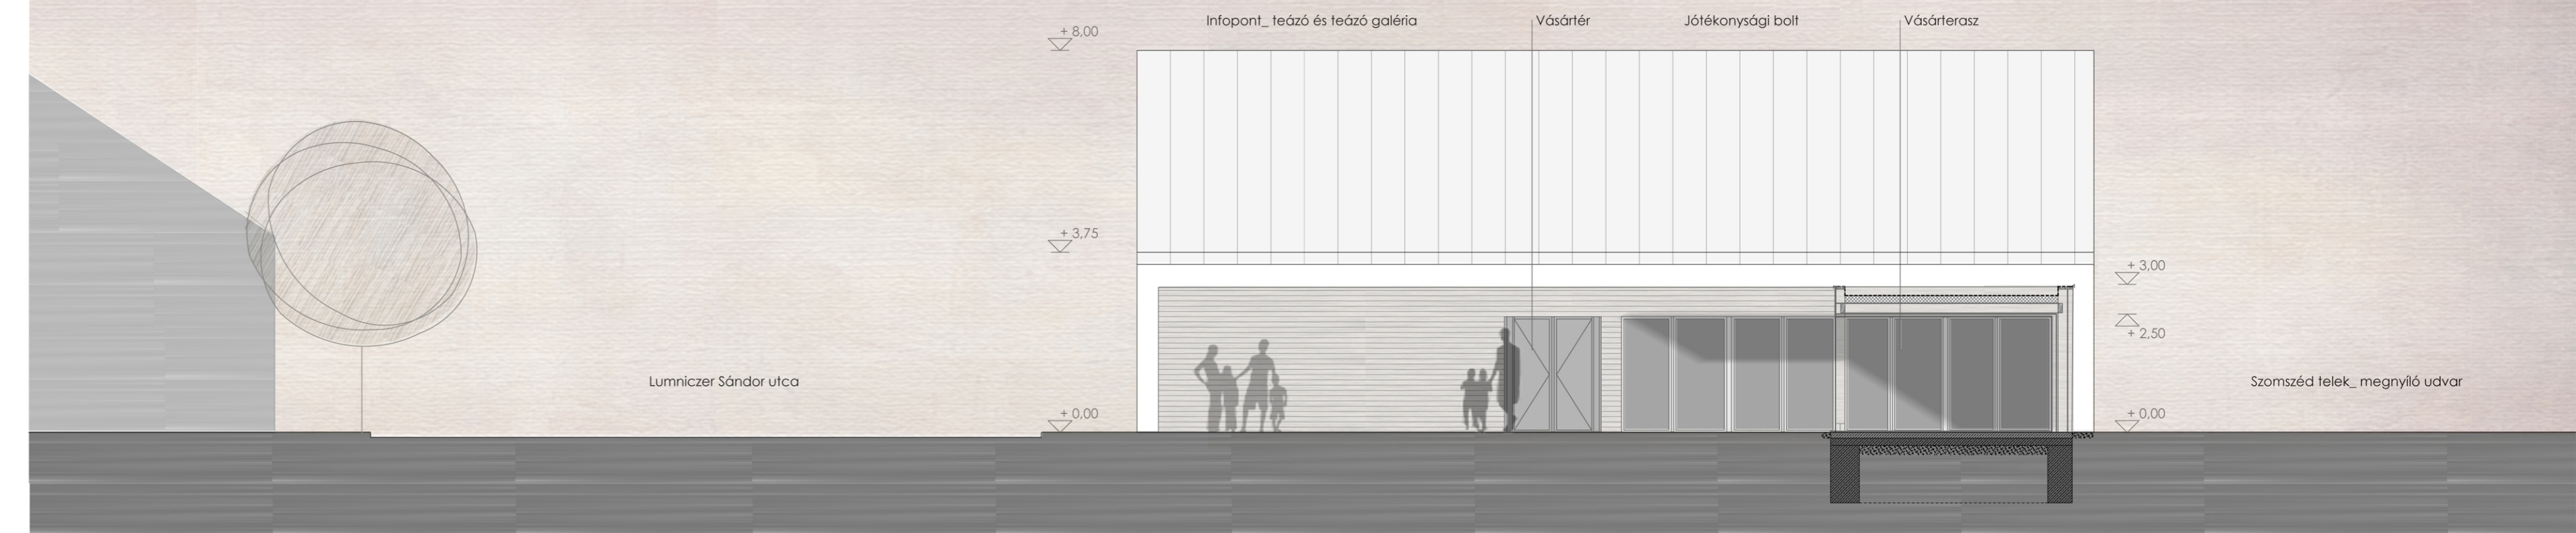 Infopont_ teázó és teázó galéria
Vásártér
Jótékonysági bolt
Vásárterasz
+ 8,00
+ 3,75
+ 3,00
+ 2,50
Lumniczer Sándor utca
Szomszéd telek_ megnyíló udvar
+ 0,00
+ 0,00